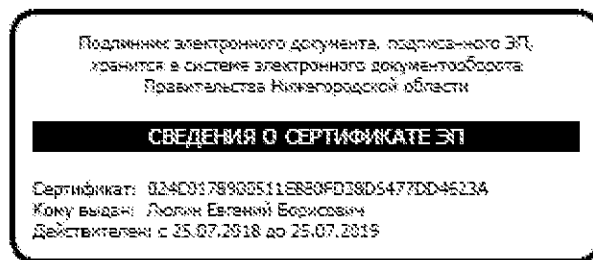 Подлинник электронного документа, подписанного ЭП,
хранится в системе электронного документооборота
Правительства Нижегородской области
СВЕДЕНИЯ О СЕРТИФИКАТЕ ЭП
Сертификат:
Кому выдан: Люлин Евгений Борисович
Действителен: с 25.07.2018 до 25.07.2019